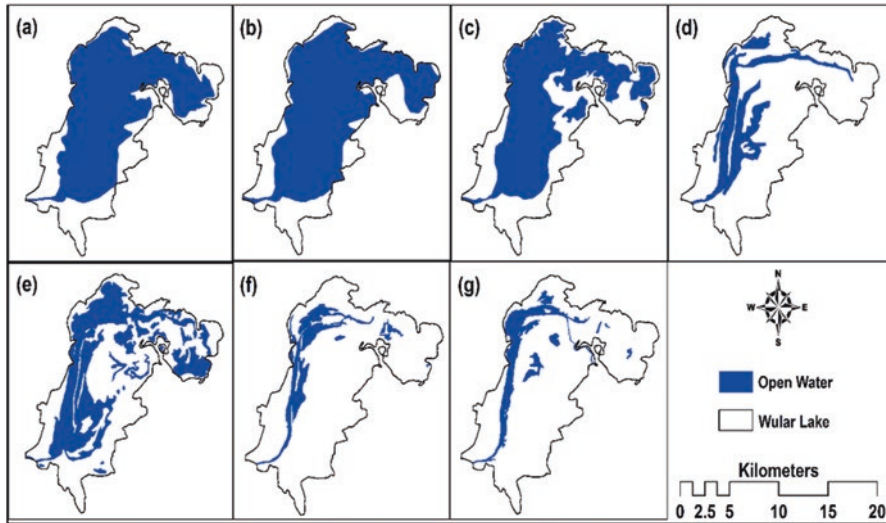 (a)
(b)
(c)
(d)
(e)
(f)
(g)
N
W E
S
Open Water
Wular Lake
Kilometers
0 2.5 5 10 15 20